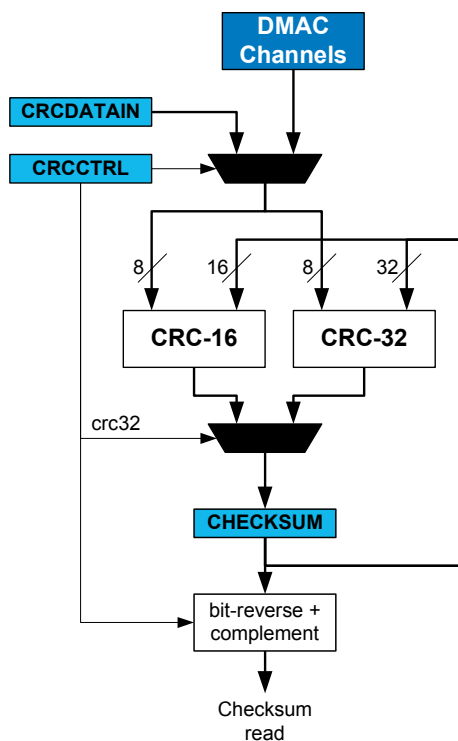 DMAC
Channels
CRCDATAIN
CRCCTRL
8 16 8 32
CRC-16 CRC-32
crc32
CHECKSUM
bit-reverse +
complement
Checksum
read